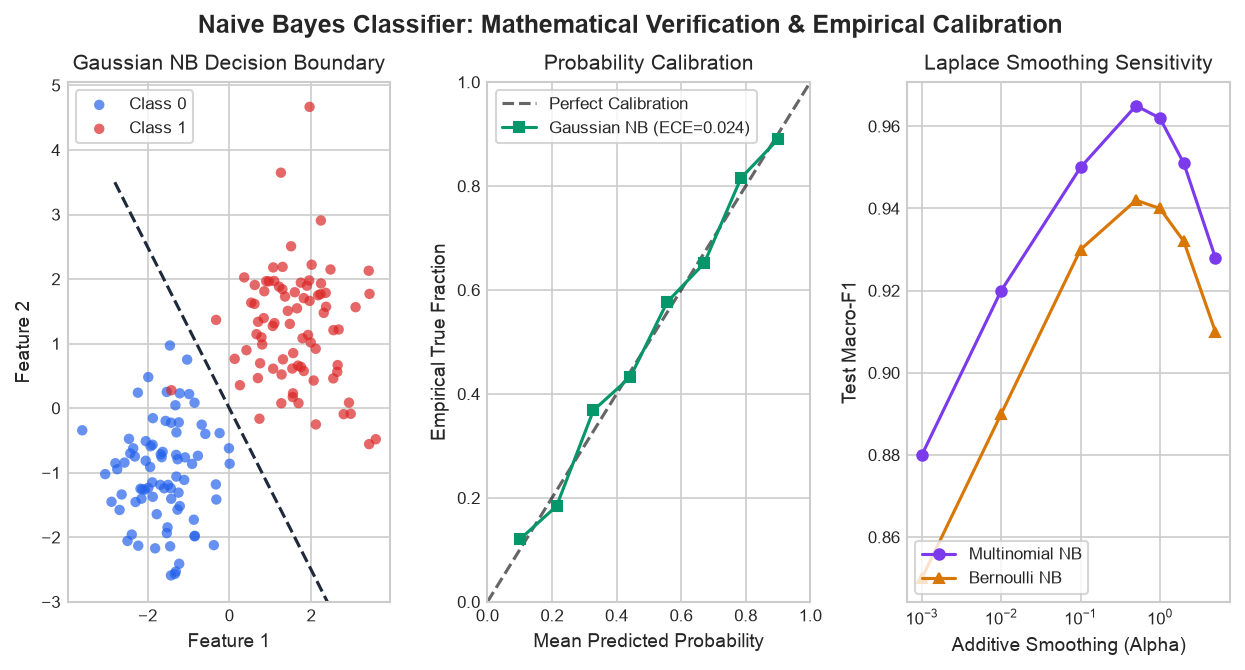 Naive Bayes Classifier: Mathematical Verification & Empirical Calibration
Gaussian NB Decision Boundary
Class 0
Class 1
5
4
3
2
1
0
−1
−2
−3
−2
0
2
Feature 2
Feature 1
Probability Calibration
Perfect Calibration
Gaussian NB (ECE=0.024)
1.0
0.8
0.6
0.4
0.2
0.0
0.0
0.2
0.4
0.6
0.8
1.0
Empirical True Fraction
Mean Predicted Probability
Laplace Smoothing Sensitivity
0.96
0.94
0.92
0.90
0.88
0.86
Multinomial NB
Bernoulli NB
10⁻³
10⁻²
10⁻¹
10⁰
Test Macro-F1
Additive Smoothing (Alpha)